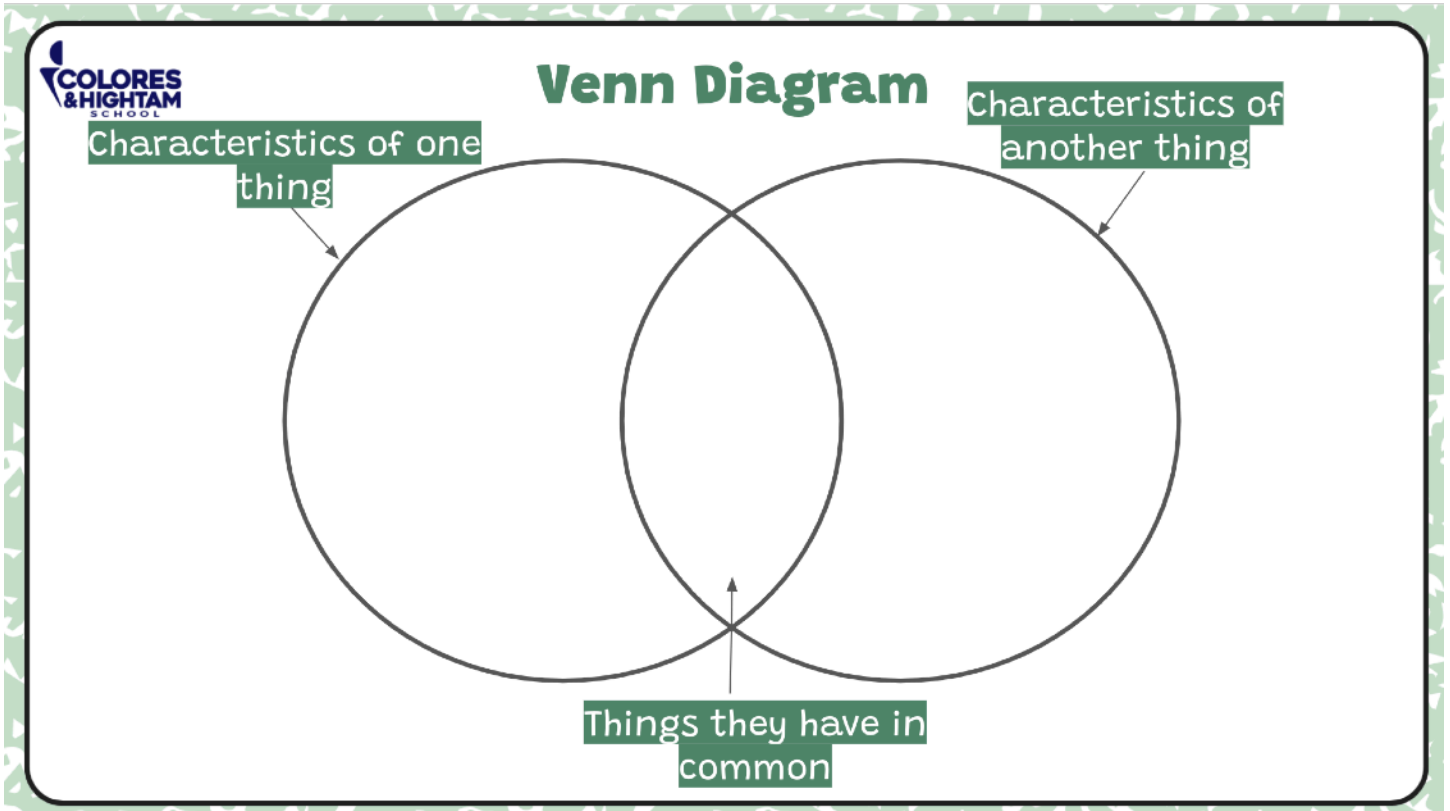 COLORES
&HIGHTAM
SCHOOL
Venn Diagram
Characteristics of one
thing
Characteristics of
another thing
Things they have in
common